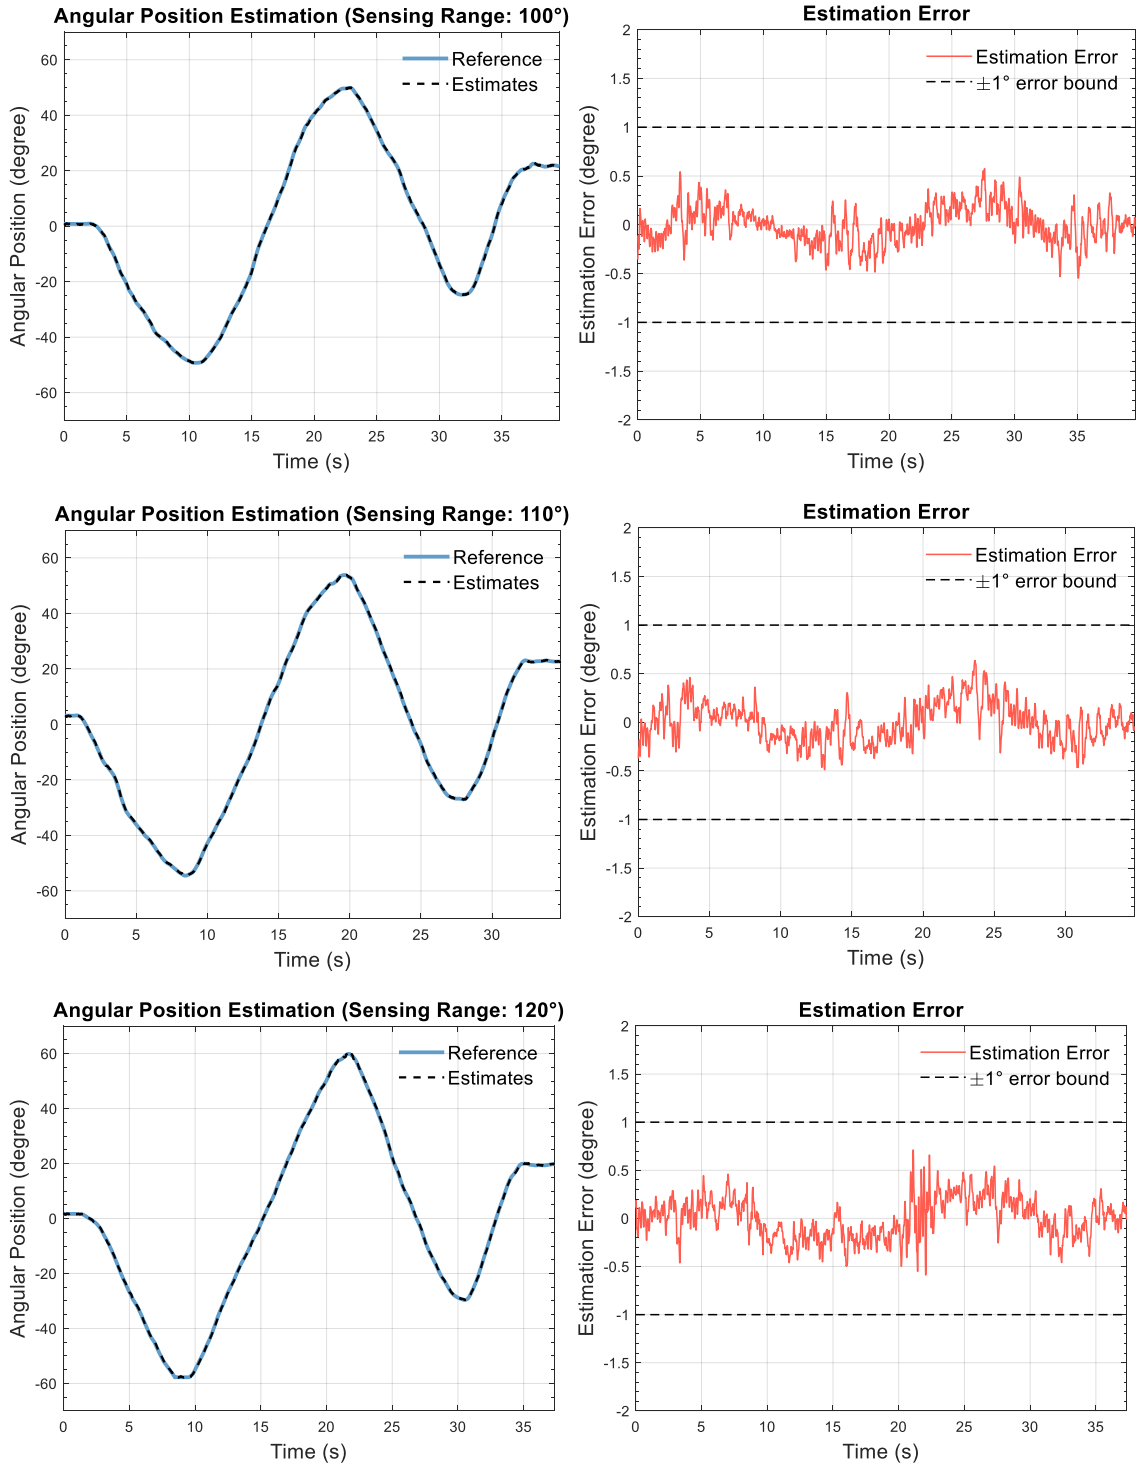 Angular Position Estimation (Sensing Range: 100°)
Reference
Estimates
60
40
20
0
-20
-40
-60
Angular Position (degree)
0 5 10 15 20 25 30 35
Time (s)
Estimation Error
Estimation Error
±1° error bound
2
1.5
1
0.5
0
-0.5
-1
-1.5
-2
Estimation Error (degree)
0 5 10 15 20 25 30 35
Time (s)
Angular Position Estimation (Sensing Range: 110°)
Reference
Estimates
60
40
20
0
-20
-40
-60
Angular Position (degree)
0 5 10 15 20 25 30
Time (s)
Estimation Error
Estimation Error
±1° error bound
2
1.5
1
0.5
0
-0.5
-1
-1.5
-2
Estimation Error (degree)
0 5 10 15 20 25 30
Time (s)
Angular Position Estimation (Sensing Range: 120°)
Reference
Estimates
60
40
20
0
-20
-40
-60
Angular Position (degree)
0 5 10 15 20 25 30 35
Time (s)
Estimation Error
Estimation Error
±1° error bound
2
1.5
1
0.5
0
-0.5
-1
-1.5
-2
Estimation Error (degree)
0 5 10 15 20 25 30 35
Time (s)